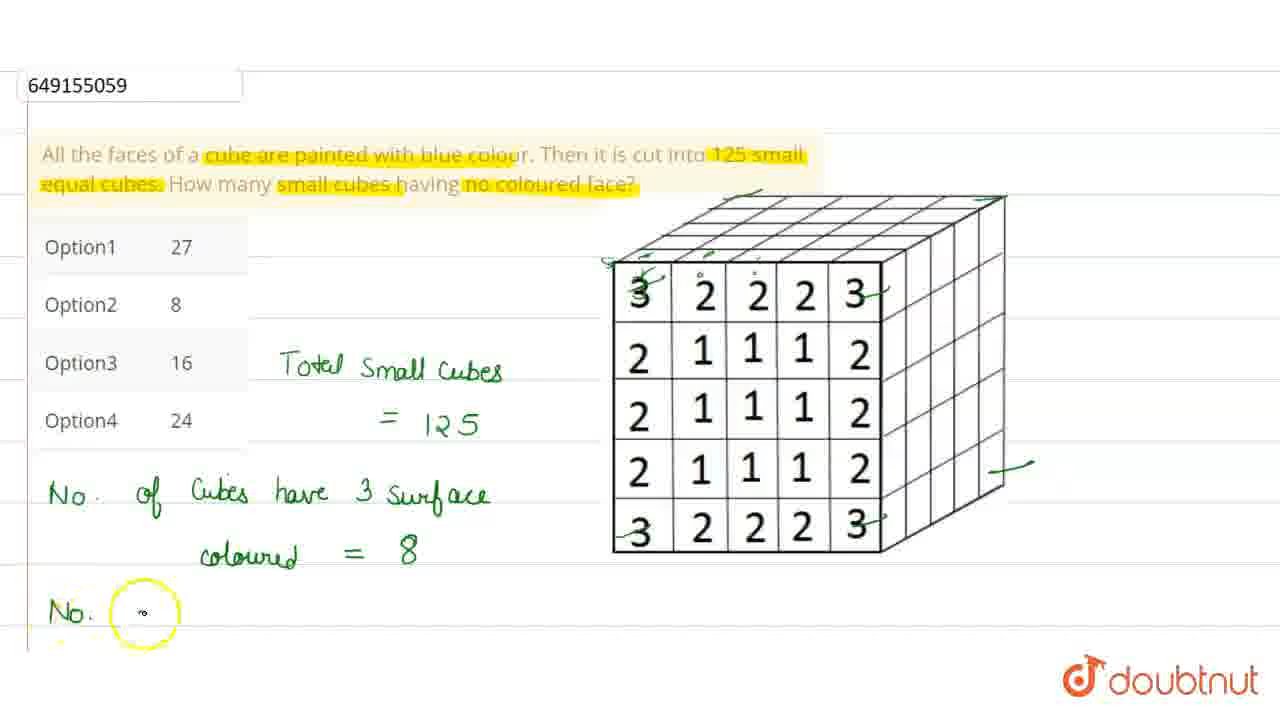 649155059
All the faces of a cube are painted with blue colour. Then it is cut into 125 small
equal cubes. How many small cubes having no coloured face?
Option1 27
Option2 8
Option3 16
Option4 24
Total Small Cubes
= 125
No. of Cubes have 3 surface
coloured = 8
No.
3 2 2 2 3
2 1 1 1 2
2 1 1 1 2
2 1 1 1 2
3 2 2 2 3
doubtnut